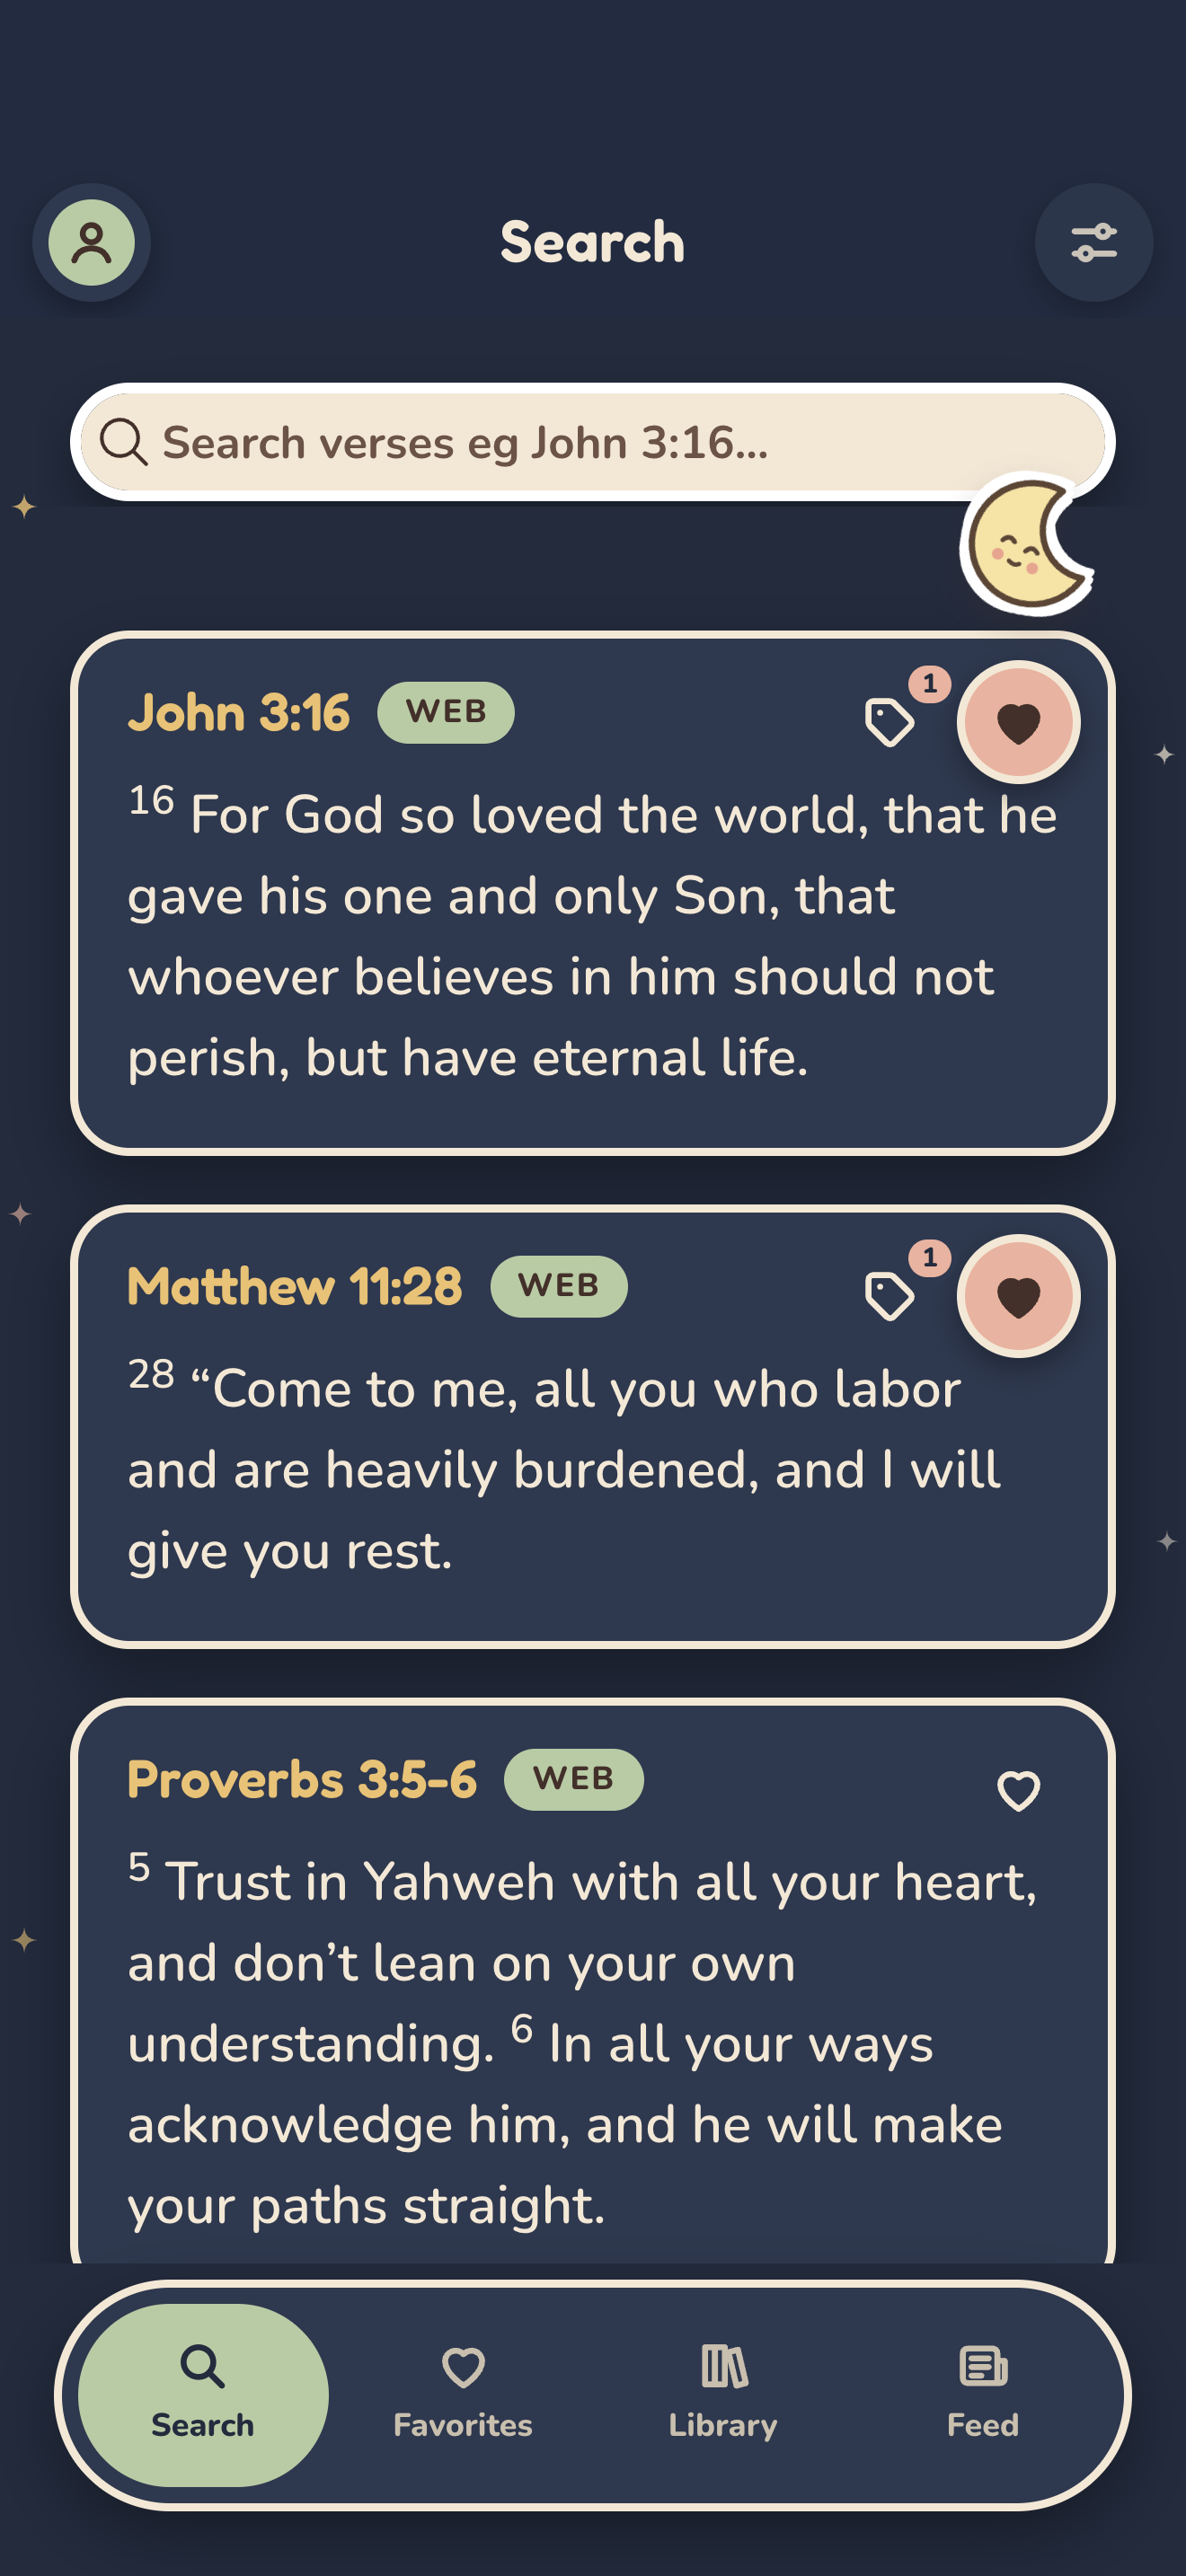 Search
Search verses eg John 3:16...
John 3:16 WEB 1
16 For God so loved the world, that he
gave his one and only Son, that
whoever believes in him should not
perish, but have eternal life.
Matthew 11:28 WEB 1
28 “Come to me, all you who labor
and are heavily burdened, and I will
give you rest.
Proverbs 3:5-6 WEB
5 Trust in Yahweh with all your heart,
and don’t lean on your own
understanding. 6 In all your ways
acknowledge him, and he will make
your paths straight.
Search Favorites Library Feed